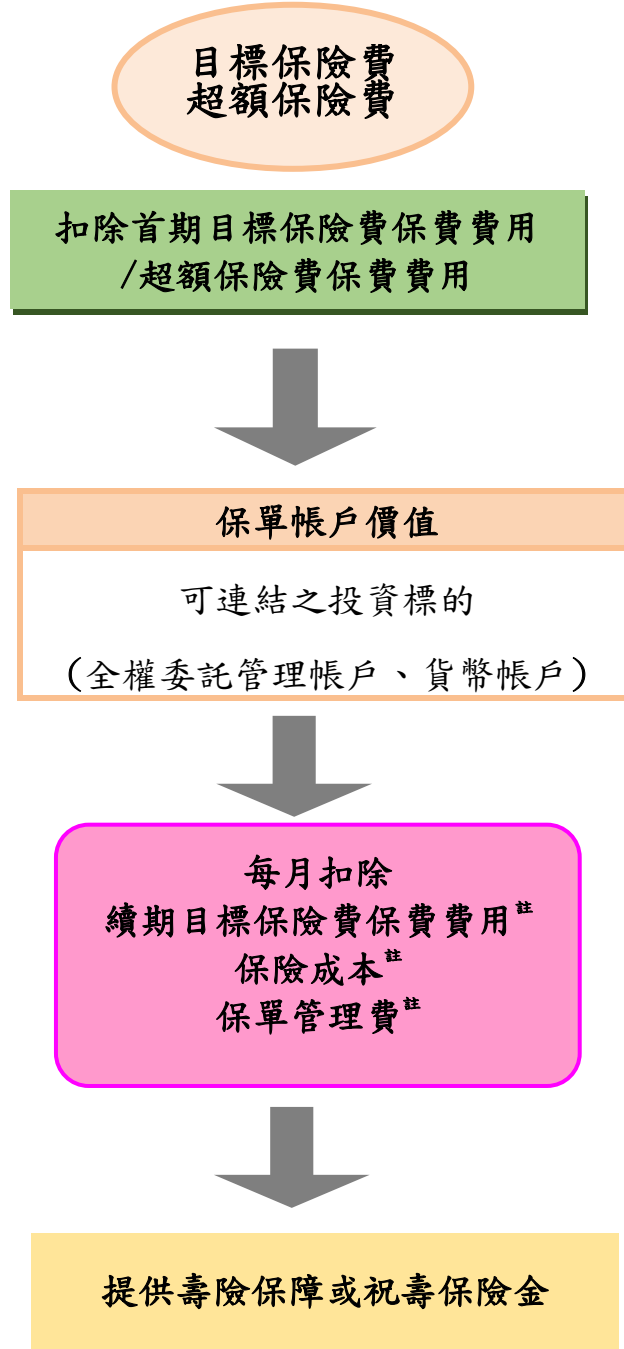 目標保險費
超額保險費
扣除首期目標保險費保費費用
/超額保險費保費費用
保單帳戶價值
可連結之投資標的
(全權委託管理帳戶、貨幣帳戶)
每月扣除
續期目標保險費保費費用註
保險成本註
保單管理費註
提供壽險保障或祝壽保險金